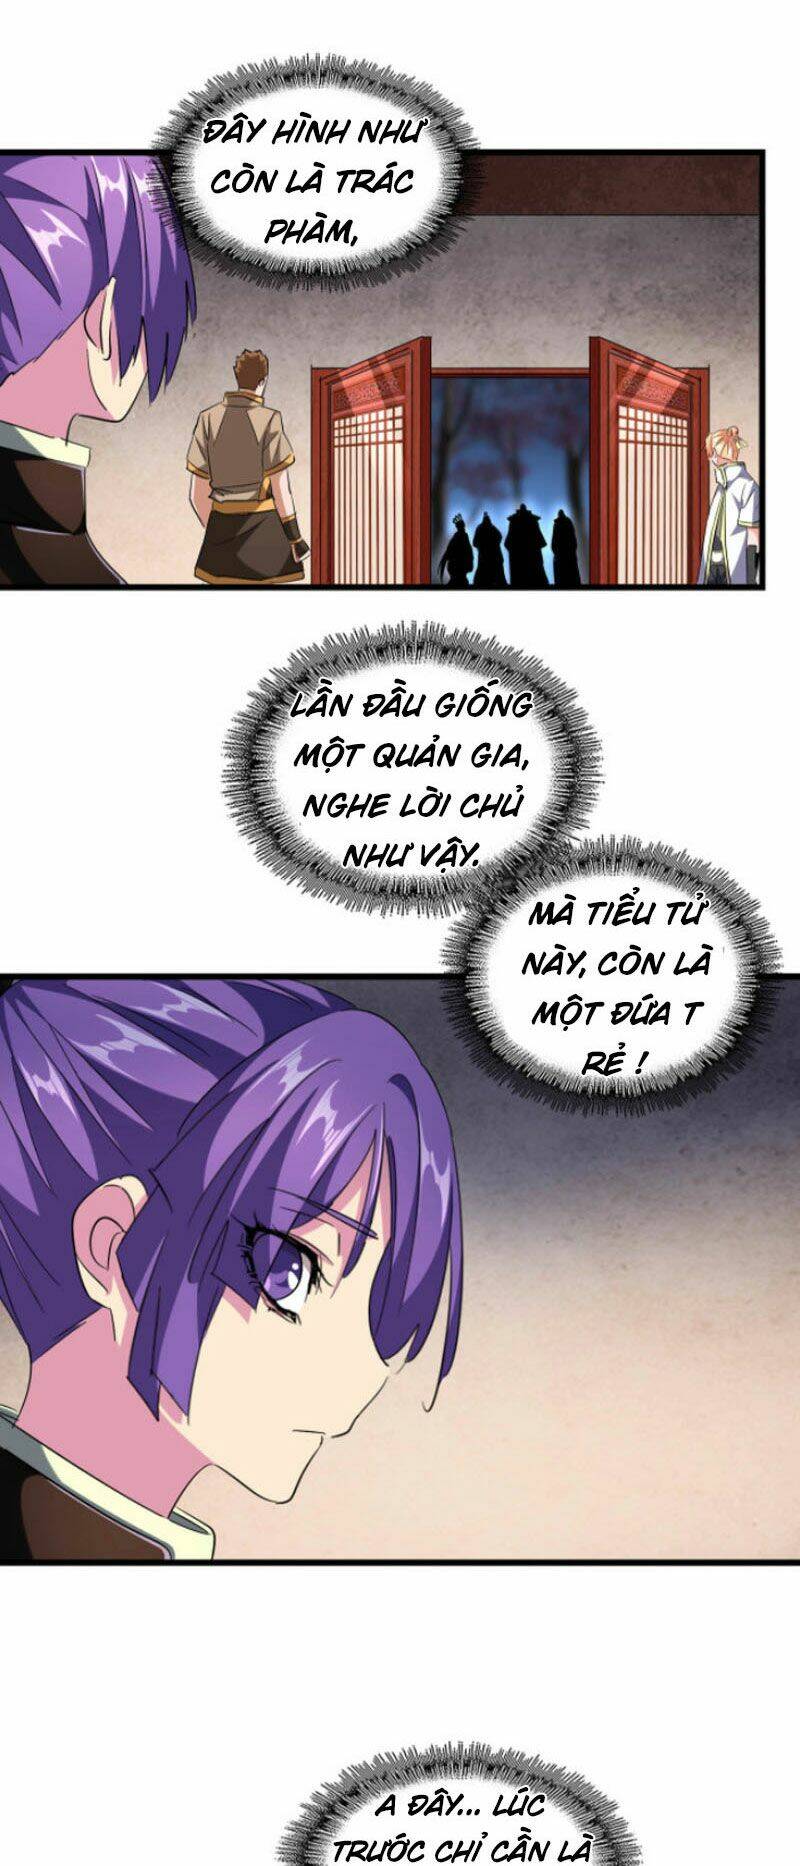 ĐÂY HÌNH NHƯ
CÒN LÀ TRÁC
PHÀM,
LẦN ĐẦU GIỐNG
MỘT QUẢN GIA,
NGHE LỜI CHỦ
NHƯ VẬY.
MÀ TIỂU TỬ
NÀY, CÒN LÀ
MỘT ĐỨA T
RẺ !
A ĐÂY... LÚC
TRƯỚC CHỈ CẦN LÀ